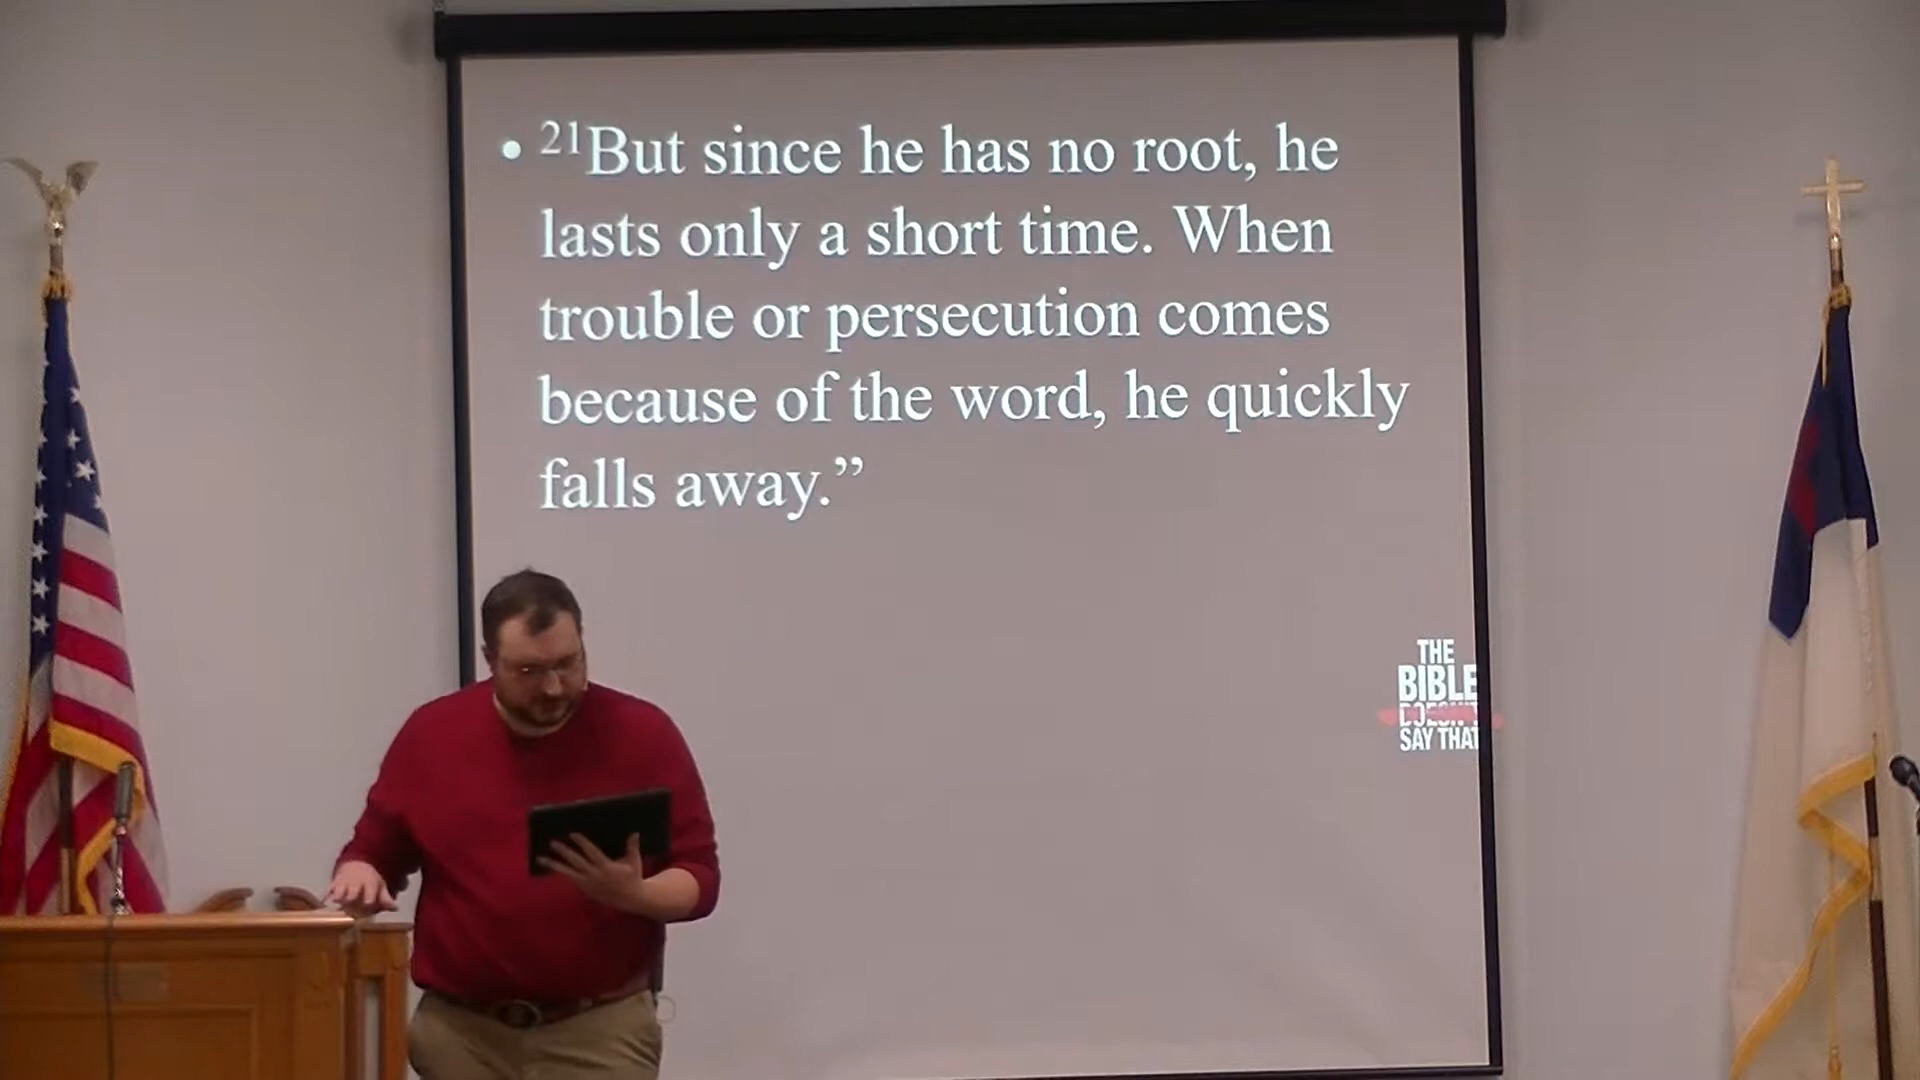 • ²¹But since he has no root, he
lasts only a short time. When
trouble or persecution comes
because of the word, he quickly
falls away.”
THE
BIBLE
DOESN'T
SAY THAT